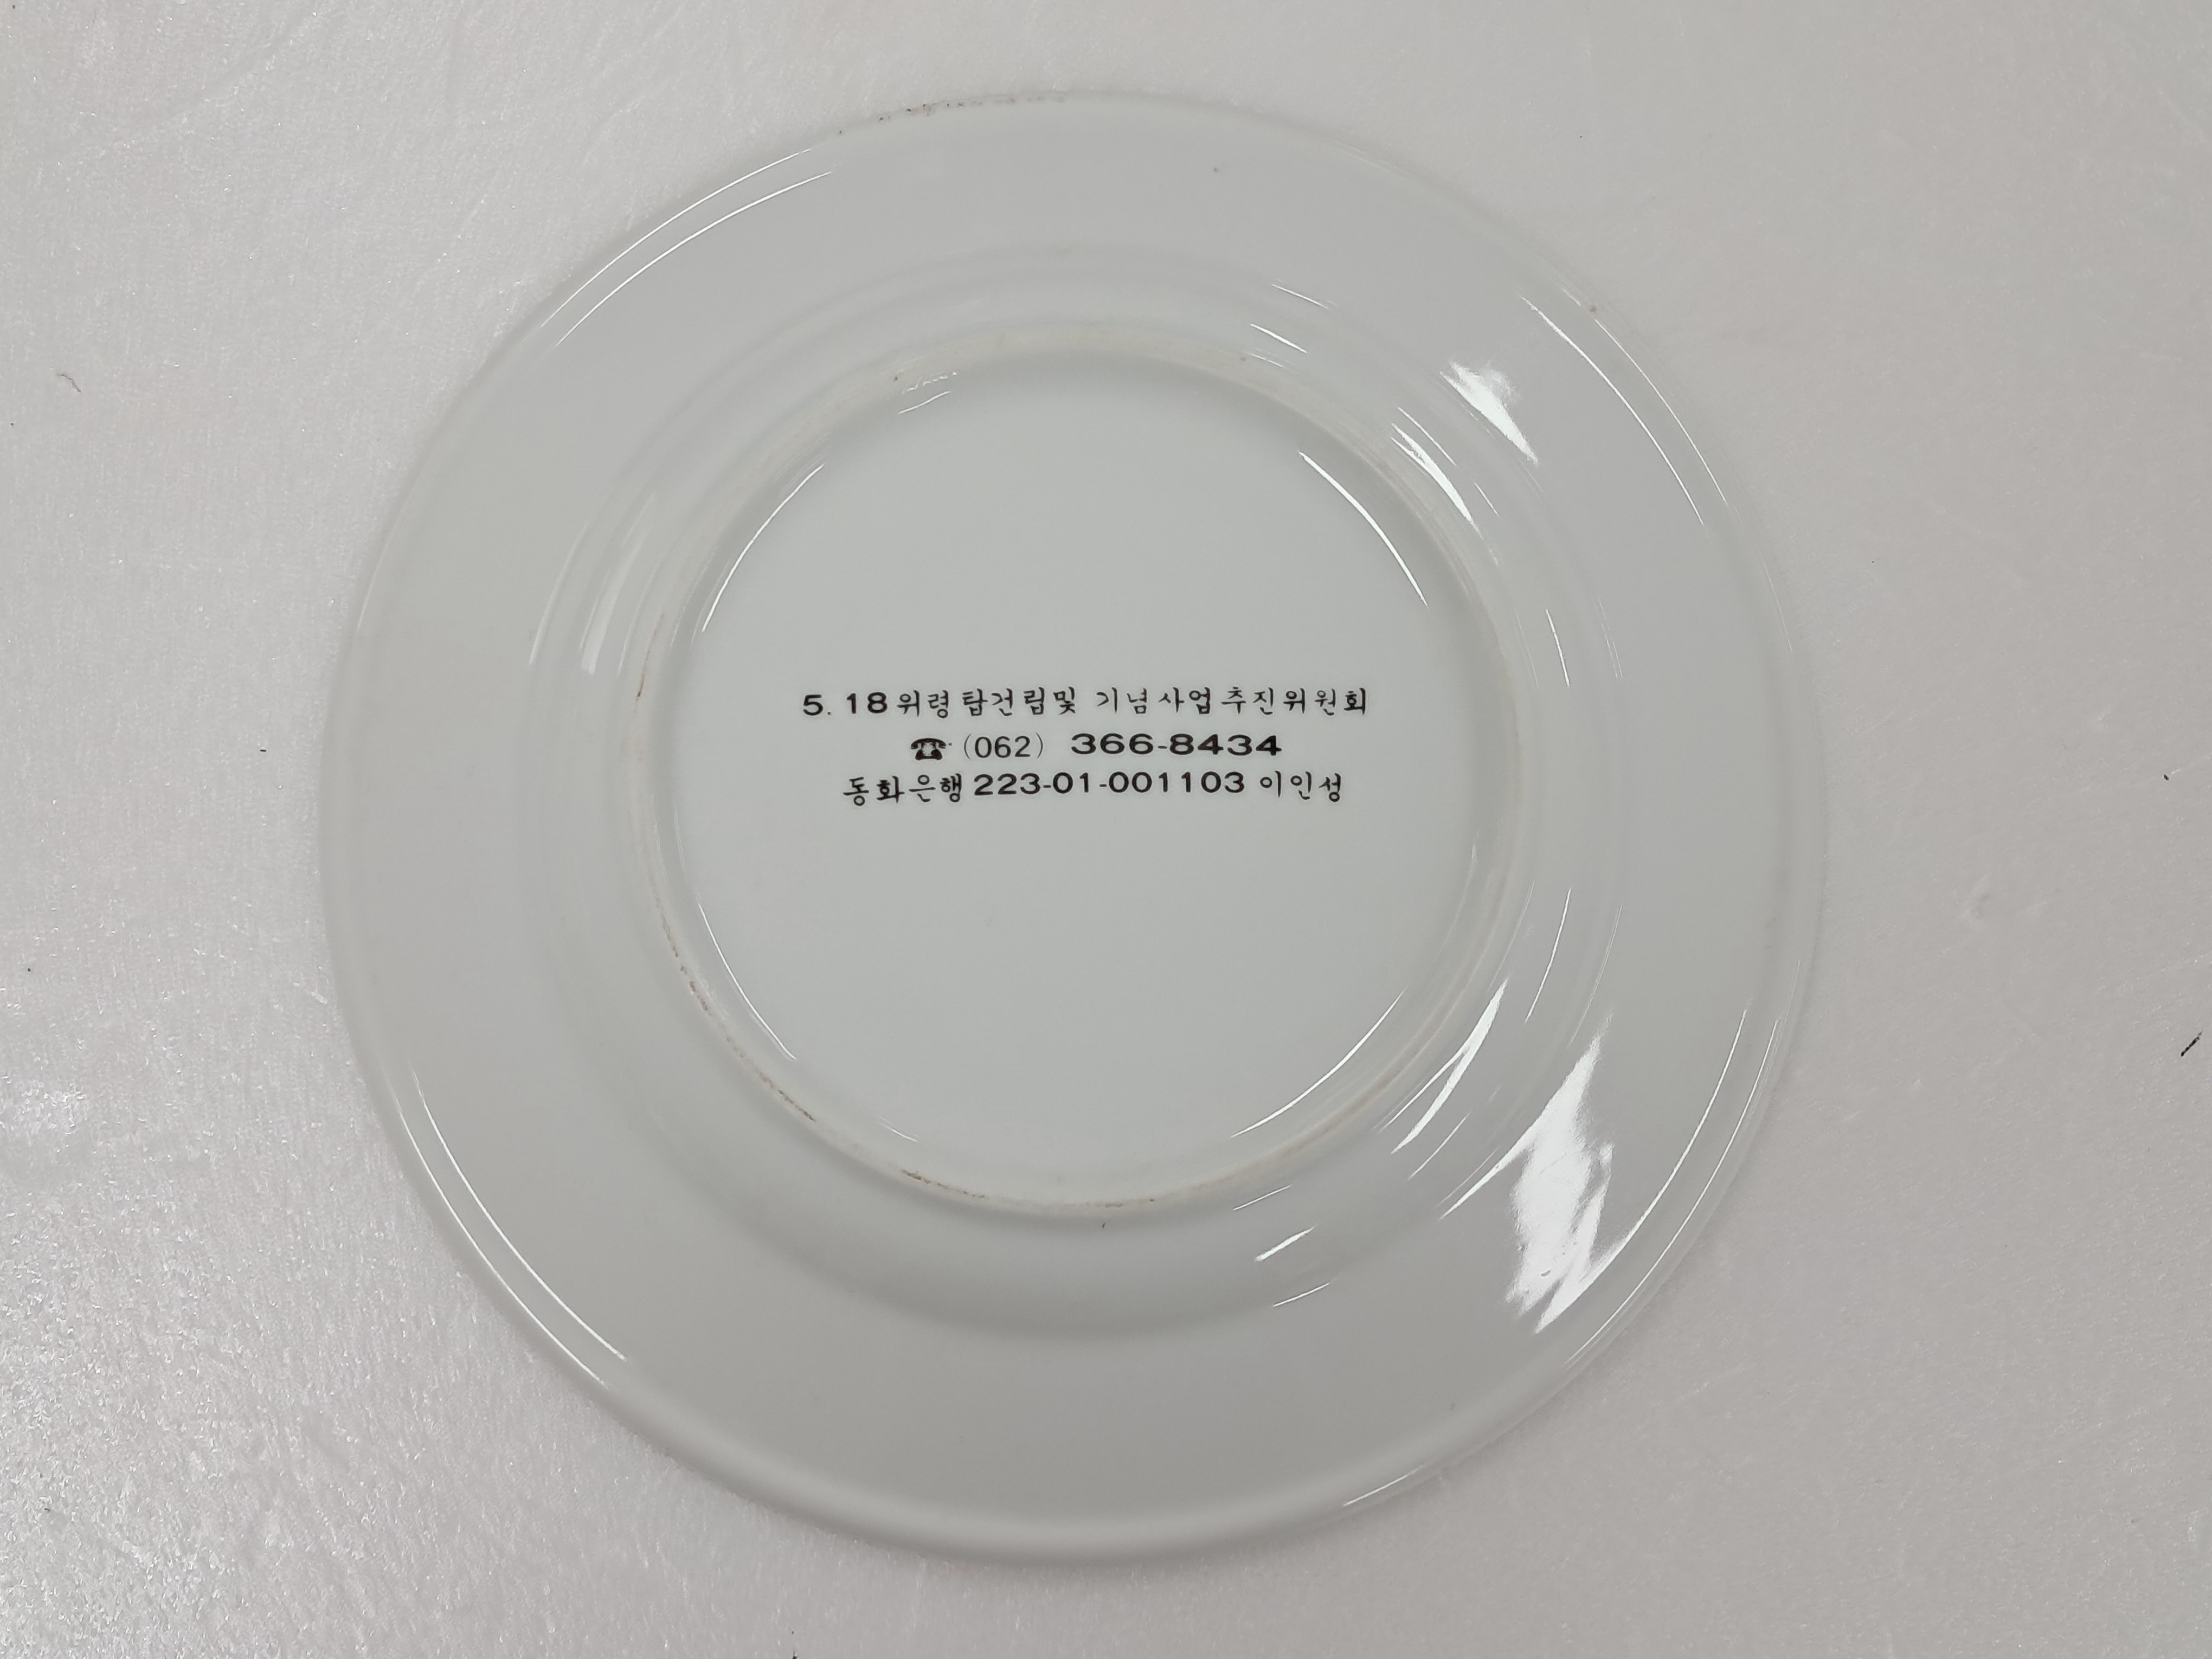 5. 18 위령탑건립및 기념사업추진위원회
☎ (062) 366-8434
동화은행 223-01-001103 이인성